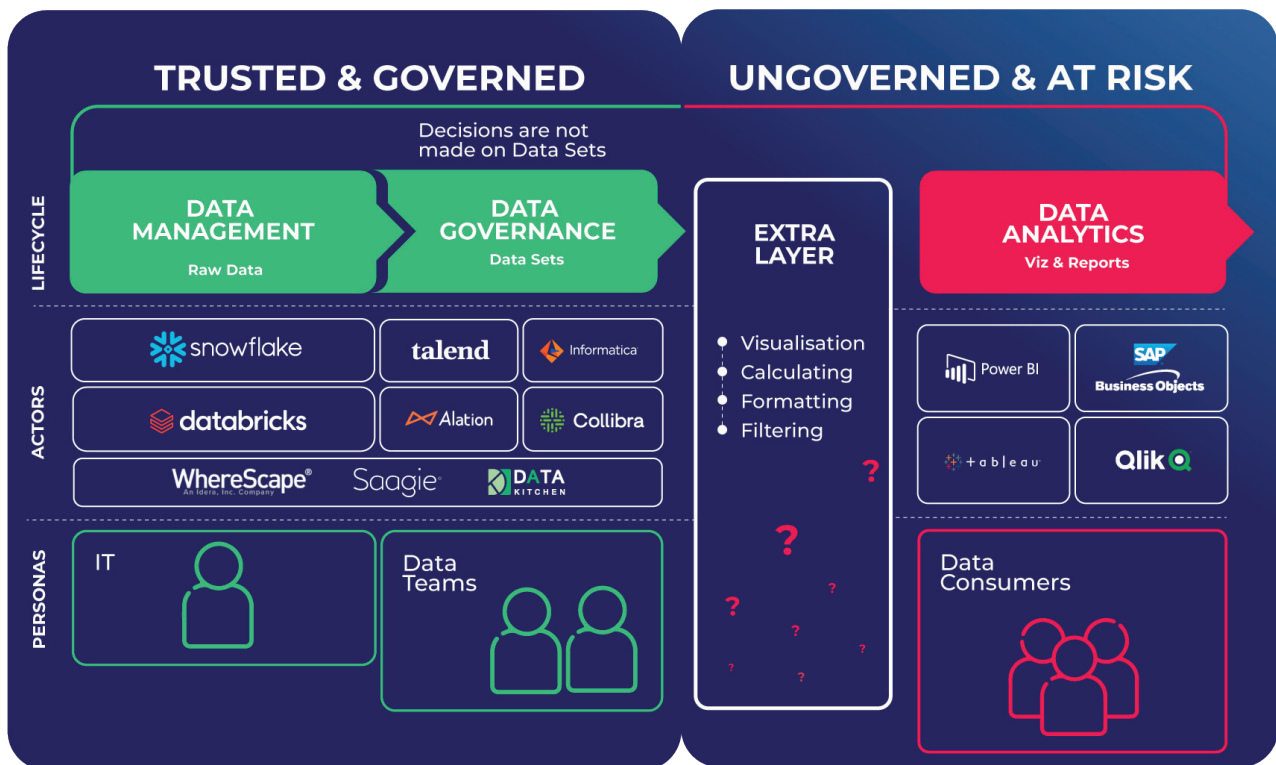 TRUSTED & GOVERNED
UNGOVERNED & AT RISK
Decisions are not
made on Data Sets
LIFECYCLE
DATA
MANAGEMENT
Raw Data
DATA
GOVERNANCE
Data Sets
EXTRA
LAYER
DATA
ANALYTICS
Viz & Reports
ACTORS
snowflake
talend
Informatica
databricks
Alation
Collibra
WhereScape®
An Idera, Inc. Company
Saagie
DATA
KITCHEN
Visualisation
Calculating
Formatting
Filtering
?
?
?
?
?
?
?
?
Power BI
SAP
Business Objects
+ableau
Qlik
PERSONAS
IT
Data
Teams
Data
Consumers